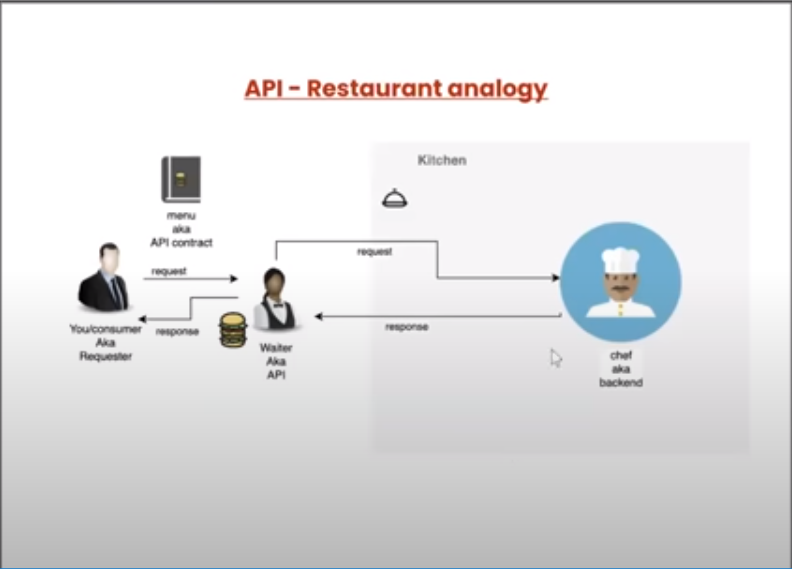 API - Restaurant analogy
Kitchen
menu
aka
API contract
request
request
You/consumer
Aka
Requester
response
Waiter
Aka
API
response
chef
aka
backend